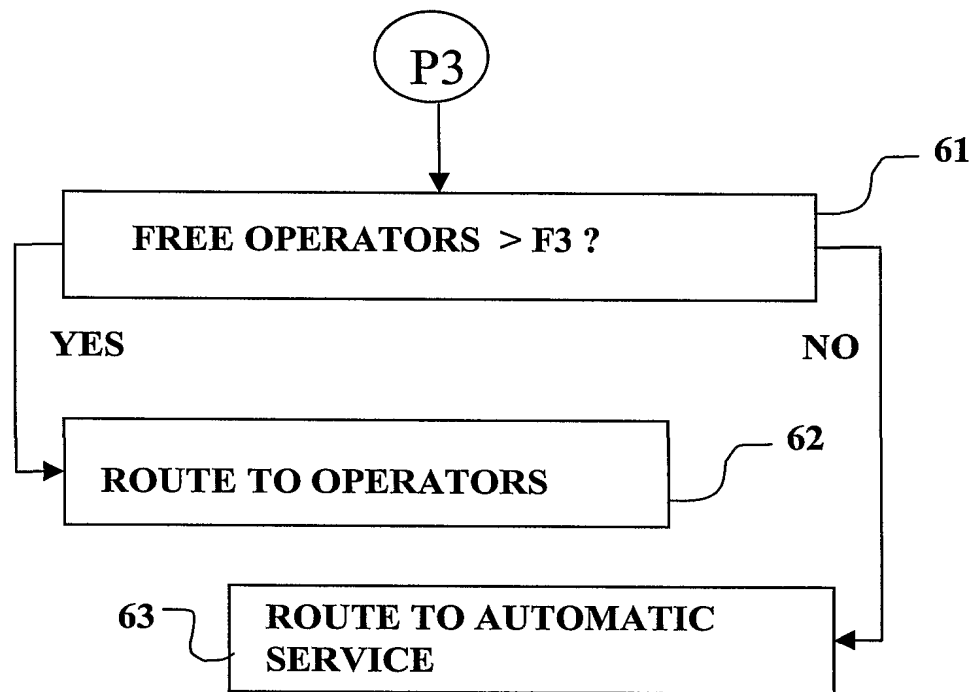 P3
61
FREE OPERATORS > F3 ?
YES
NO
62
ROUTE TO OPERATORS
63
ROUTE TO AUTOMATIC
SERVICE